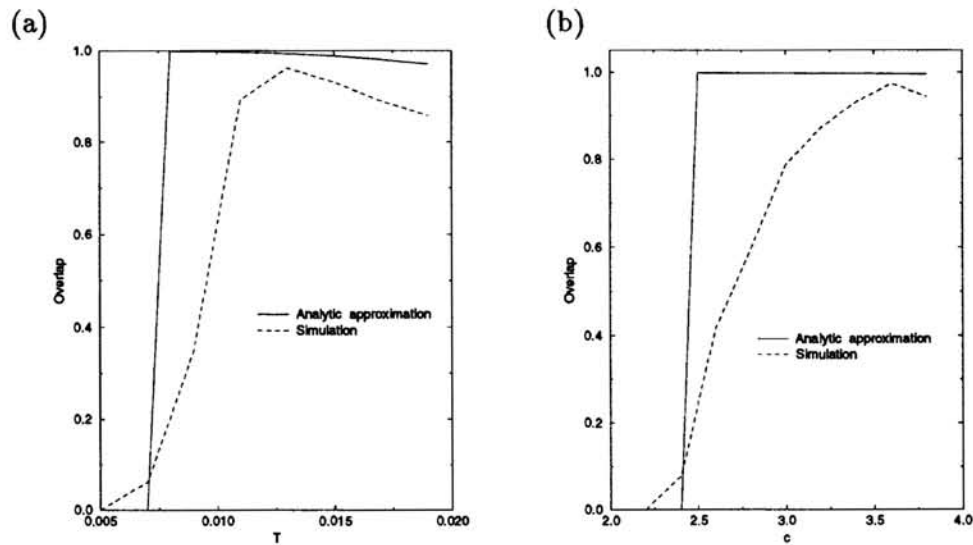 (a)
1.0
0.8
0.6
0.4
0.2
0.0
Overlap
Analytic approximation
Simulation
0.005
0.010
0.015
0.020
T
(b)
1.0
0.8
0.6
0.4
0.2
0.0
Overlap
Analytic approximation
Simulation
2.0
2.5
3.0
3.5
4.0
c